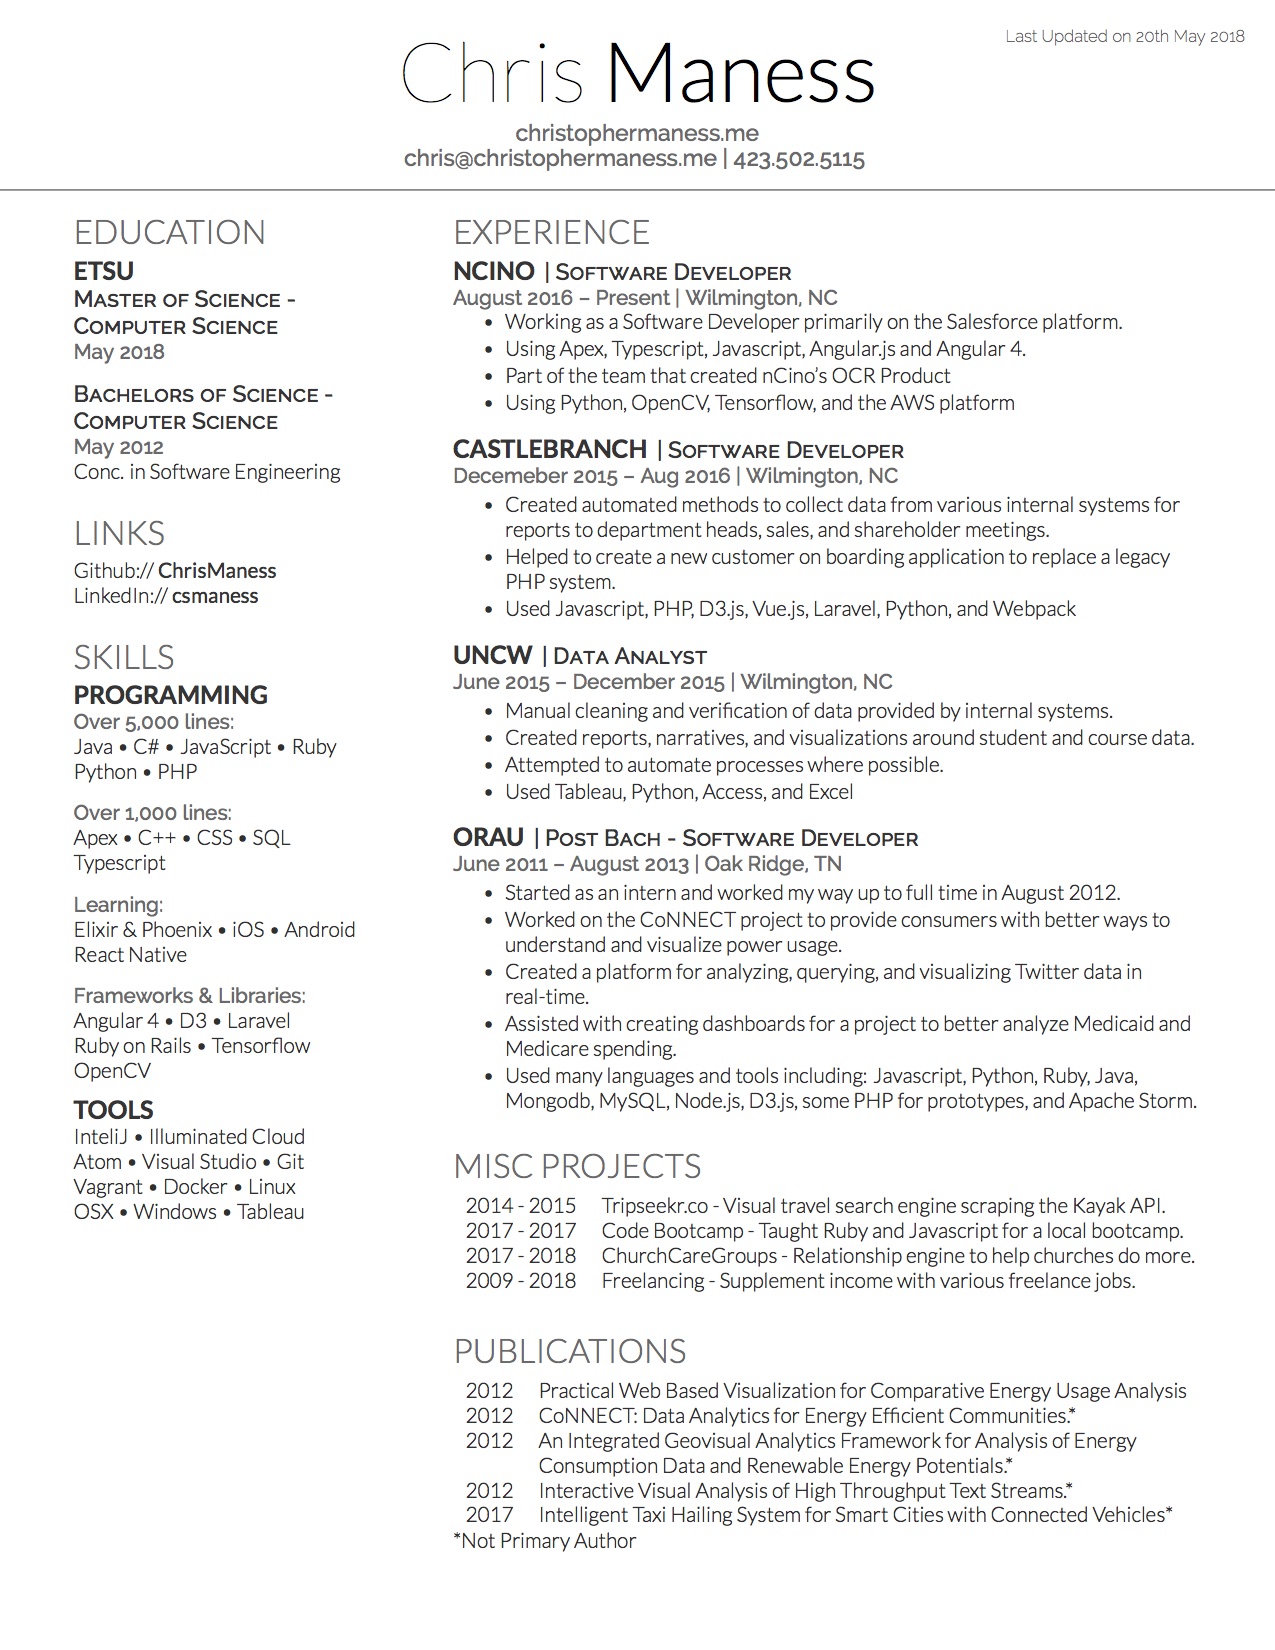 Last Updated on 20th May 2018
Chris Maness
christophermaness.me
chris@christophermaness.me | 423.502.5115
EDUCATION
ETSU
Master of Science -
Computer Science
May 2018
Bachelors of Science -
Computer Science
May 2012
Conc. in Software Engineering
LINKS
Github:// ChrisManess
LinkedIn:// csmaness
SKILLS
PROGRAMMING
Over 5,000 lines:
Java • C# • JavaScript • Ruby
Python • PHP
Over 1,000 lines:
Apex • C++ • CSS • SQL
Typescript
Learning:
Elixir & Phoenix • iOS • Android
React Native
Frameworks & Libraries:
Angular 4 • D3 • Laravel
Ruby on Rails • Tensorflow
OpenCV
TOOLS
InteliJ • Illuminated Cloud
Atom • Visual Studio • Git
Vagrant • Docker • Linux
OSX • Windows • Tableau
EXPERIENCE
NCINO | Software Developer
August 2016 – Present | Wilmington, NC
• Working as a Software Developer primarily on the Salesforce platform.
• Using Apex, Typescript, Javascript, Angular.js and Angular 4.
• Part of the team that created nCino’s OCR Product
• Using Python, OpenCV, Tensorflow, and the AWS platform
CASTLEBRANCH | Software Developer
Decemeber 2015 – Aug 2016 | Wilmington, NC
• Created automated methods to collect data from various internal systems for
reports to department heads, sales, and shareholder meetings.
• Helped to create a new customer on boarding application to replace a legacy
PHP system.
• Used Javascript, PHP, D3.js, Vue.js, Laravel, Python, and Webpack
UNCW | Data Analyst
June 2015 – December 2015 | Wilmington, NC
• Manual cleaning and verification of data provided by internal systems.
• Created reports, narratives, and visualizations around student and course data.
• Attempted to automate processes where possible.
• Used Tableau, Python, Access, and Excel
ORAU | Post Bach - Software Developer
June 2011 – August 2013 | Oak Ridge, TN
• Started as an intern and worked my way up to full time in August 2012.
• Worked on the CoNNECT project to provide consumers with better ways to
understand and visualize power usage.
• Created a platform for analyzing, querying, and visualizing Twitter data in
real-time.
• Assisted with creating dashboards for a project to better analyze Medicaid and
Medicare spending.
• Used many languages and tools including: Javascript, Python, Ruby, Java,
Mongodb, MySQL, Node.js, D3.js, some PHP for prototypes, and Apache Storm.
MISC PROJECTS
2014 - 2015 Tripseekr.co - Visual travel search engine scraping the Kayak API.
2017 - 2017 Code Bootcamp - Taught Ruby and Javascript for a local bootcamp.
2017 - 2018 ChurchCareGroups - Relationship engine to help churches do more.
2009 - 2018 Freelancing - Supplement income with various freelance jobs.
PUBLICATIONS
2012 Practical Web Based Visualization for Comparative Energy Usage Analysis
2012 CoNNECT: Data Analytics for Energy Efficient Communities.*
2012 An Integrated Geovisual Analytics Framework for Analysis of Energy
Consumption Data and Renewable Energy Potentials.*
2012 Interactive Visual Analysis of High Throughput Text Streams.*
2017 Intelligent Taxi Hailing System for Smart Cities with Connected Vehicles*
*Not Primary Author